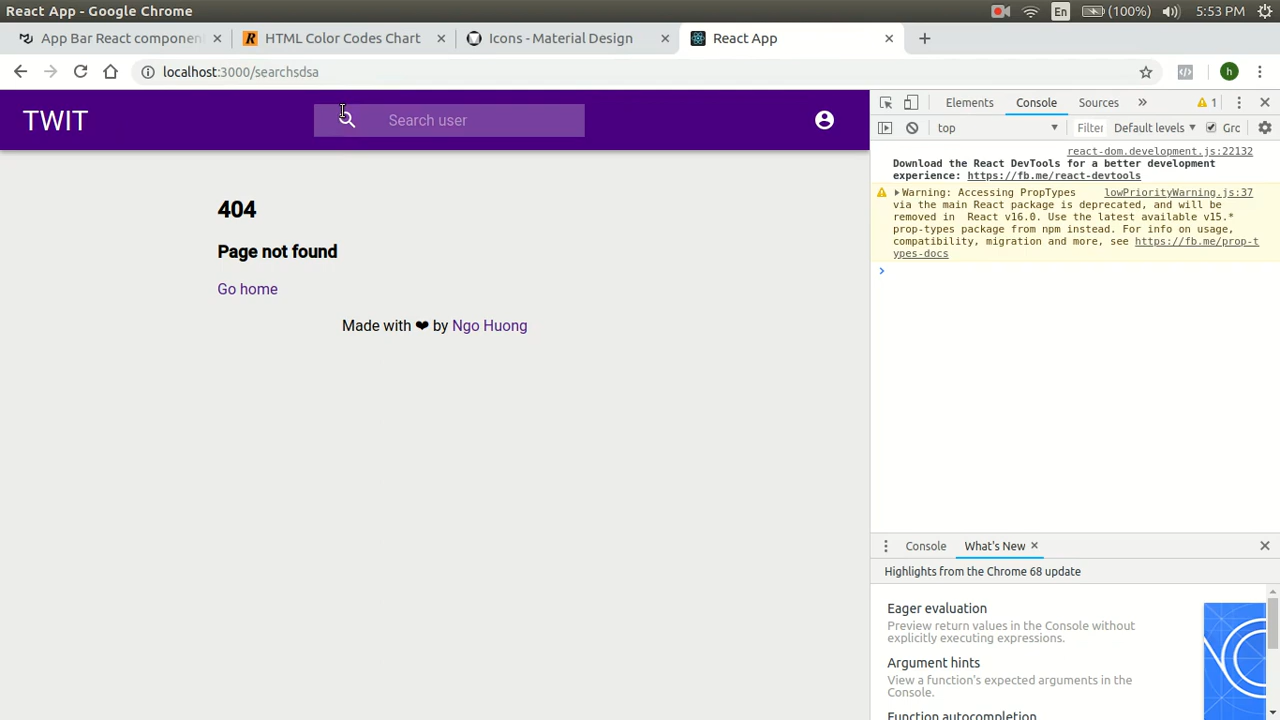 React App - Google Chrome
En
(100%)
5:53 PM
App Bar React componen
HTML Color Codes Chart
Icons - Material Design
React App
localhost:3000/searchsdsa
h
TWIT
Search user
404
Page not found
Go home
Made with ❤ by Ngo Huong
Elements
Console
Sources
1
top
Filter
Default levels
Grc
react-dom.development.js:22132
Download the React DevTools for a better development
experience: https://fb.me/react-devtools
Warning: Accessing PropTypes
lowPriorityWarning.js:37
via the main React package is deprecated, and will be
removed in  React v16.0. Use the latest available v15.*
prop-types package from npm instead. For info on usage,
compatibility, migration and more, see https://fb.me/prop-t
ypes-docs
Console
What's New
Highlights from the Chrome 68 update
Eager evaluation
Preview return values in the Console without
explicitly executing expressions.
Argument hints
View a function's expected arguments in the
Console.
Function autocompletion